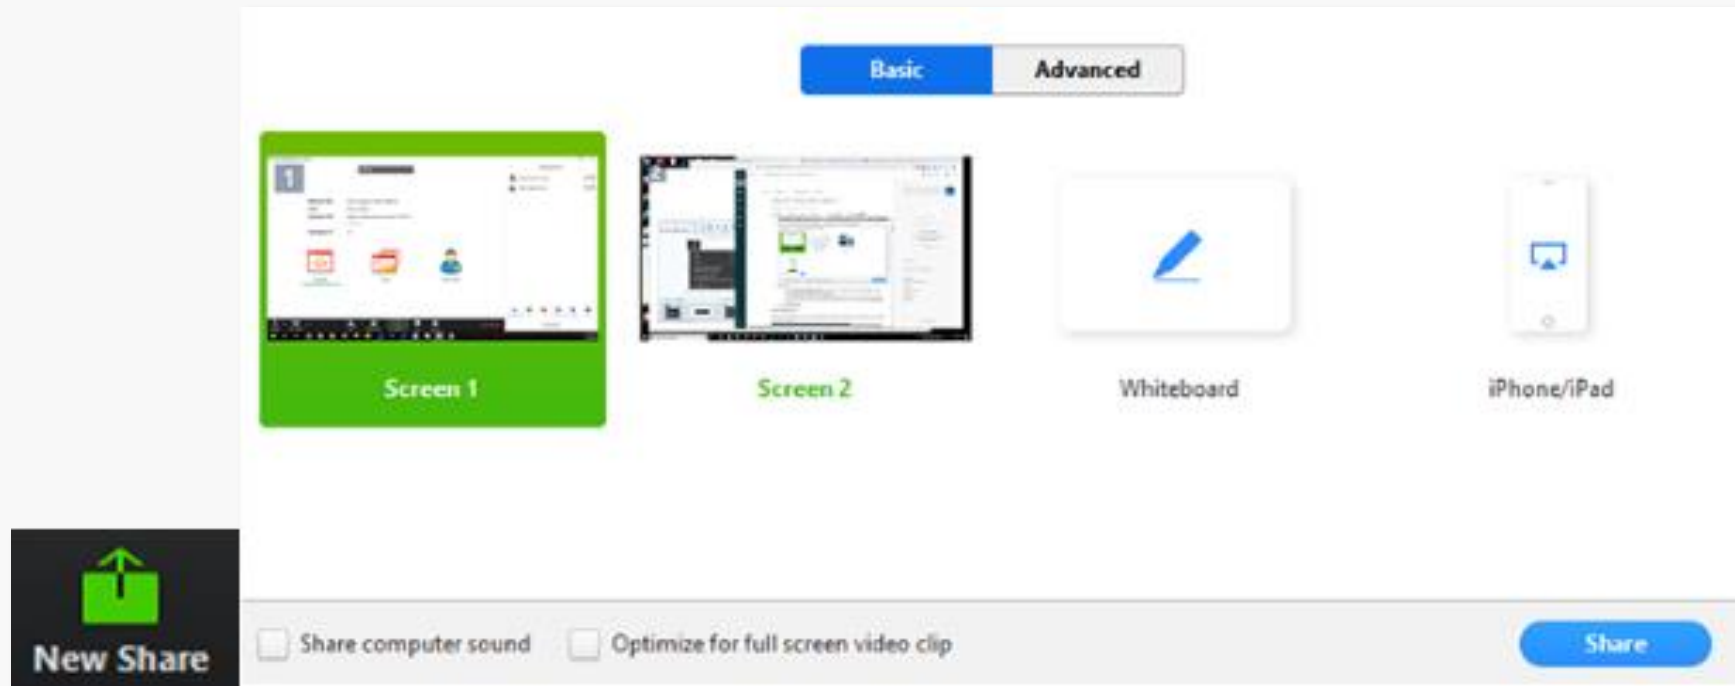 Basic
Advanced
1
Screen 1
Screen 2
Whiteboard
iPhone/iPad
New Share
Share computer sound
Optimize for full screen video clip
Share